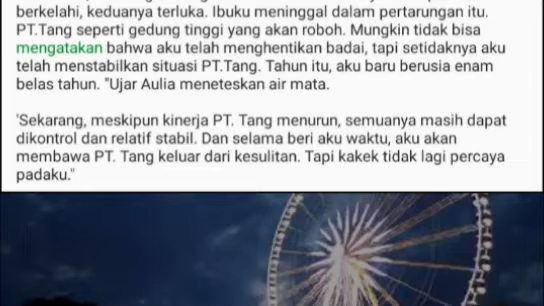 berkelahi, keduanya terluka. Ibuku meninggal dalam pertarungan itu.
PT.Tang seperti gedung tinggi yang akan roboh. Mungkin tidak bisa
mengatakan bahwa aku telah menghentikan badai, tapi setidaknya aku
telah menstabilkan situasi PT.Tang. Tahun itu, aku baru berusia enam
belas tahun. "Ujar Aulia meneteskan air mata.
'Sekarang, meskipun kinerja PT. Tang menurun, semuanya masih dapat
dikontrol dan relatif stabil. Dan selama beri aku waktu, aku akan
membawa PT. Tang keluar dari kesulitan. Tapi kakek tidak lagi percaya
padaku."